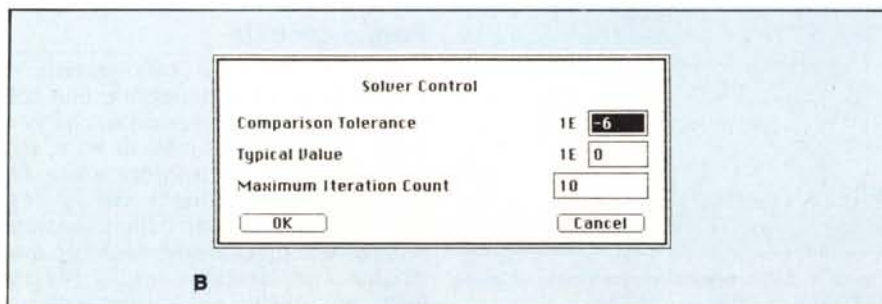 Solver Control
Comparison Tolerance 1E -6
Typical Value 1E 0
Maximum Iteration Count 10
OK Cancel
B